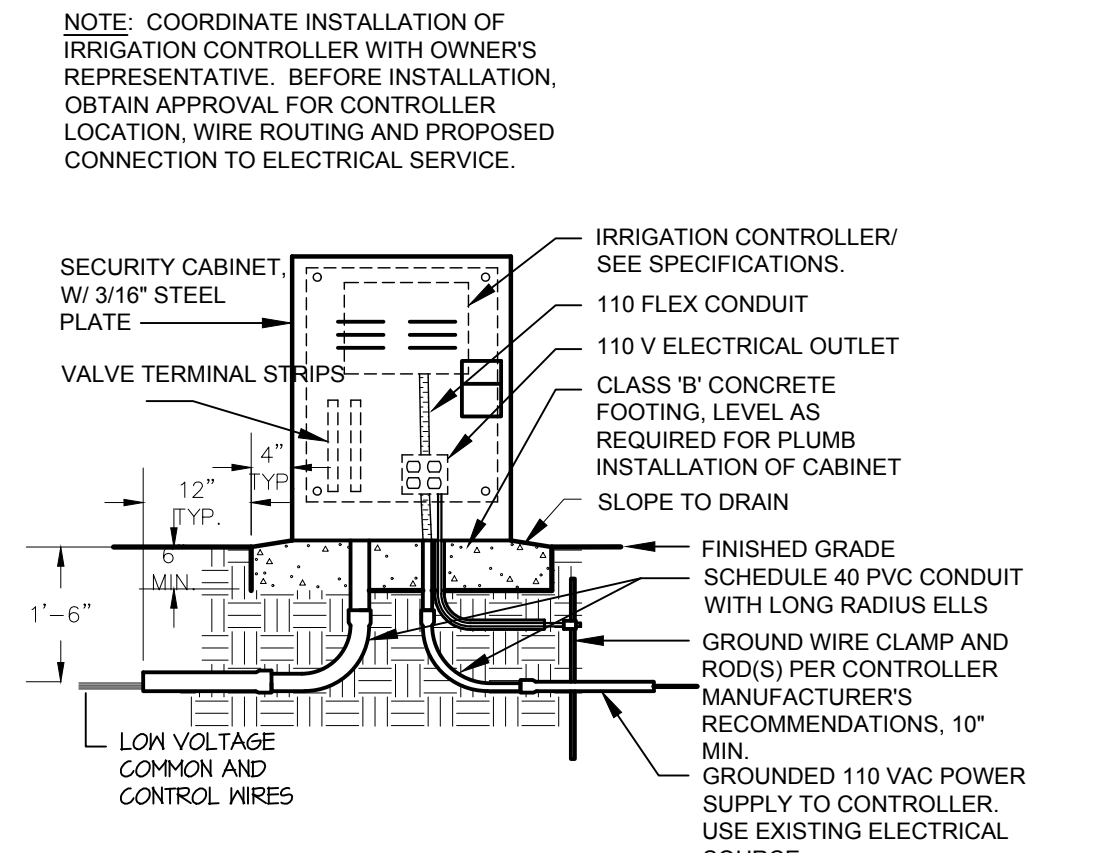 NOTE: COORDINATE INSTALLATION OF
IRRIGATION CONTROLLER WITH OWNER'S
REPRESENTATIVE. BEFORE INSTALLATION,
OBTAIN APPROVAL FOR CONTROLLER
LOCATION, WIRE ROUTING AND PROPOSED
CONNECTION TO ELECTRICAL SERVICE.
SECURITY CABINET,
W/ 3/16" STEEL
PLATE
VALVE TERMINAL STRIPS
4"
TYP
12"
TYP.
6
MIN.
1'-6"
LOW VOLTAGE
COMMON AND
CONTROL WIRES
IRRIGATION CONTROLLER/
SEE SPECIFICATIONS.
110 FLEX CONDUIT
110 V ELECTRICAL OUTLET
CLASS 'B' CONCRETE
FOOTING, LEVEL AS
REQUIRED FOR PLUMB
INSTALLATION OF CABINET
SLOPE TO DRAIN
FINISHED GRADE
SCHEDULE 40 PVC CONDUIT
WITH LONG RADIUS ELLS
GROUND WIRE CLAMP AND
ROD(S) PER CONTROLLER
MANUFACTURER'S
RECOMMENDATIONS, 10"
MIN.
GROUNDED 110 VAC POWER
SUPPLY TO CONTROLLER.
USE EXISTING ELECTRICAL